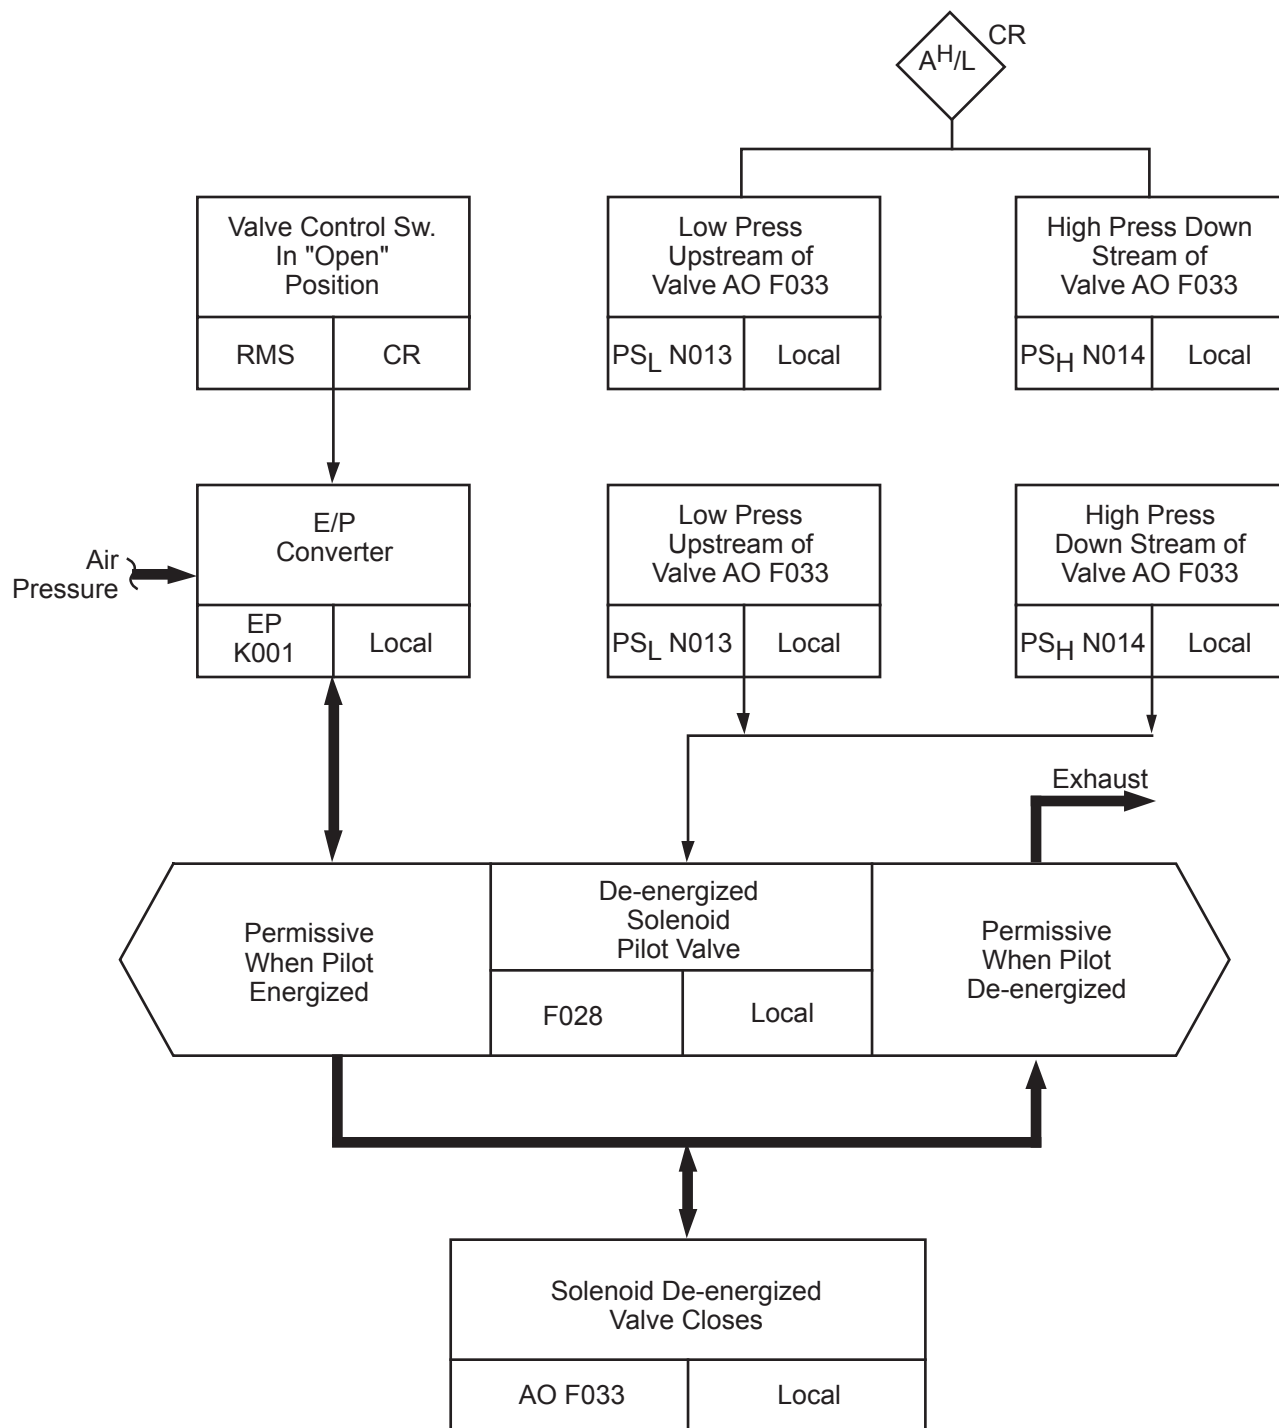 CR
A^H/L
Valve Control Sw.
In "Open"
Position
RMS
CR
Low Press
Upstream of
Valve AO F033
PS_L N013
Local
High Press Down
Stream of
Valve AO F033
PS_H N014
Local
Air
Pressure
E/P
Converter
EP
K001
Local
Low Press
Upstream of
Valve AO F033
PS_L N013
Local
High Press
Down Stream of
Valve AO F033
PS_H N014
Local
Exhaust
Permissive
When Pilot
Energized
De-energized
Solenoid
Pilot Valve
F028
Local
Permissive
When Pilot
De-energized
Solenoid De-energized
Valve Closes
AO F033
Local